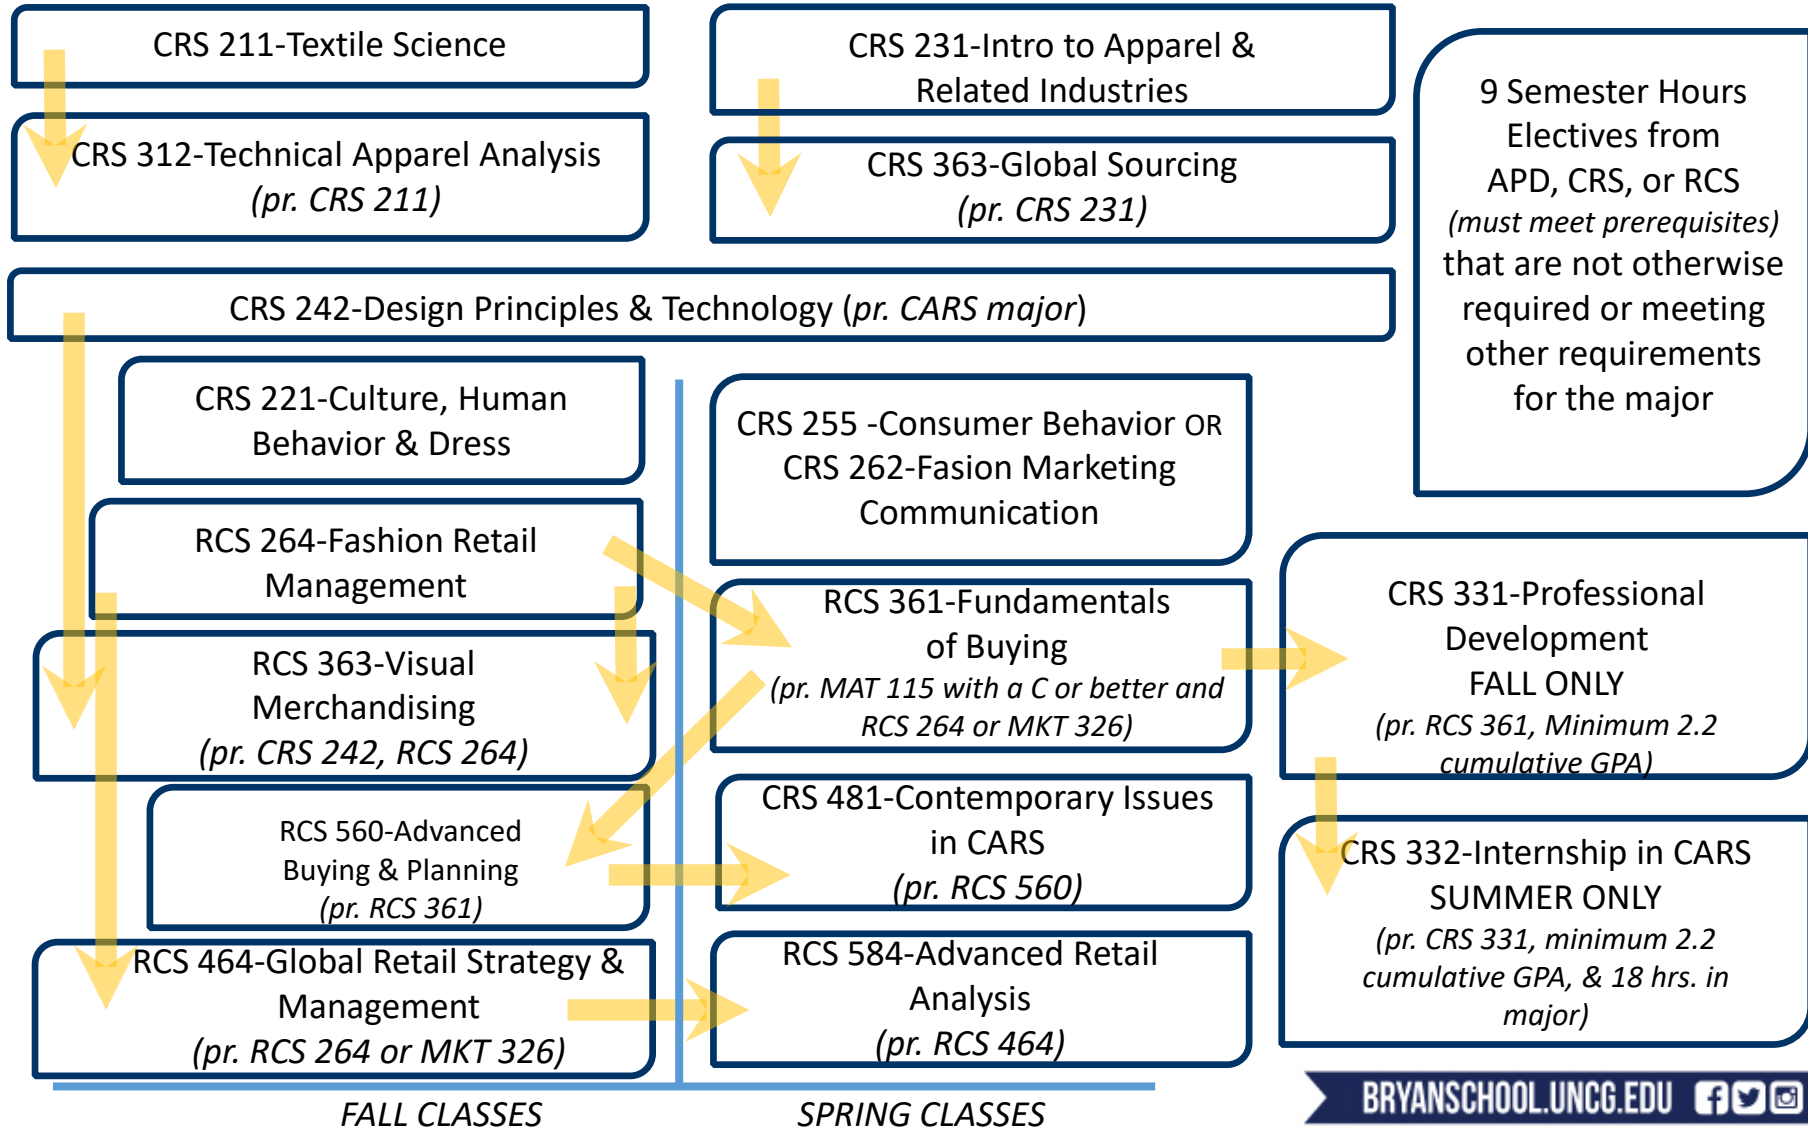 CRS 211-Textile Science
CRS 312-Technical Apparel Analysis
(pr. CRS 211)
CRS 231-Intro to Apparel &
Related Industries
CRS 363-Global Sourcing
(pr. CRS 231)
9 Semester Hours
Electives from
APD, CRS, or RCS
(must meet prerequisites)
that are not otherwise
required or meeting
other requirements
for the major
CRS 242-Design Principles & Technology (pr. CARS major)
CRS 221-Culture, Human
Behavior & Dress
RCS 264-Fashion Retail
Management
RCS 363-Visual
Merchandising
(pr. CRS 242, RCS 264)
RCS 560-Advanced
Buying & Planning
(pr. RCS 361)
RCS 464-Global Retail Strategy &
Management
(pr. RCS 264 or MKT 326)
CRS 255 -Consumer Behavior OR
CRS 262-Fasion Marketing
Communication
RCS 361-Fundamentals
of Buying
(pr. MAT 115 with a C or better and
RCS 264 or MKT 326)
CRS 481-Contemporary Issues
in CARS
(pr. RCS 560)
RCS 584-Advanced Retail
Analysis
(pr. RCS 464)
CRS 331-Professional
Development
FALL ONLY
(pr. RCS 361, Minimum 2.2
cumulative GPA)
CRS 332-Internship in CARS
SUMMER ONLY
(pr. CRS 331, minimum 2.2
cumulative GPA, & 18 hrs. in
major)
FALL CLASSES
SPRING CLASSES
BRYANSCHOOL.UNCG.EDU